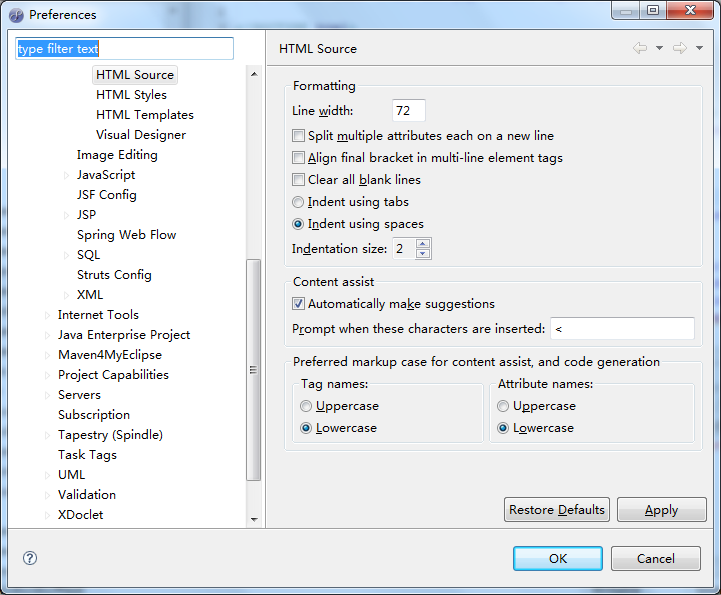 Preferences
type filter text
HTML Source
HTML Styles
HTML Templates
Visual Designer
Image Editing
JavaScript
JSF Config
JSP
Spring Web Flow
SQL
Struts Config
XML
Internet Tools
Java Enterprise Project
Maven4MyEclipse
Project Capabilities
Servers
Subscription
Tapestry (Spindle)
Task Tags
UML
Validation
XDoclet
HTML Source
Formatting
Line width: 72
Split multiple attributes each on a new line
Align final bracket in multi-line element tags
Clear all blank lines
Indent using tabs
Indent using spaces
Indentation size: 2
Content assist
Automatically make suggestions
Prompt when these characters are inserted: <
Preferred markup case for content assist, and code generation
Tag names:
Uppercase
Lowercase
Attribute names:
Uppercase
Lowercase
Restore Defaults
Apply
?
OK
Cancel